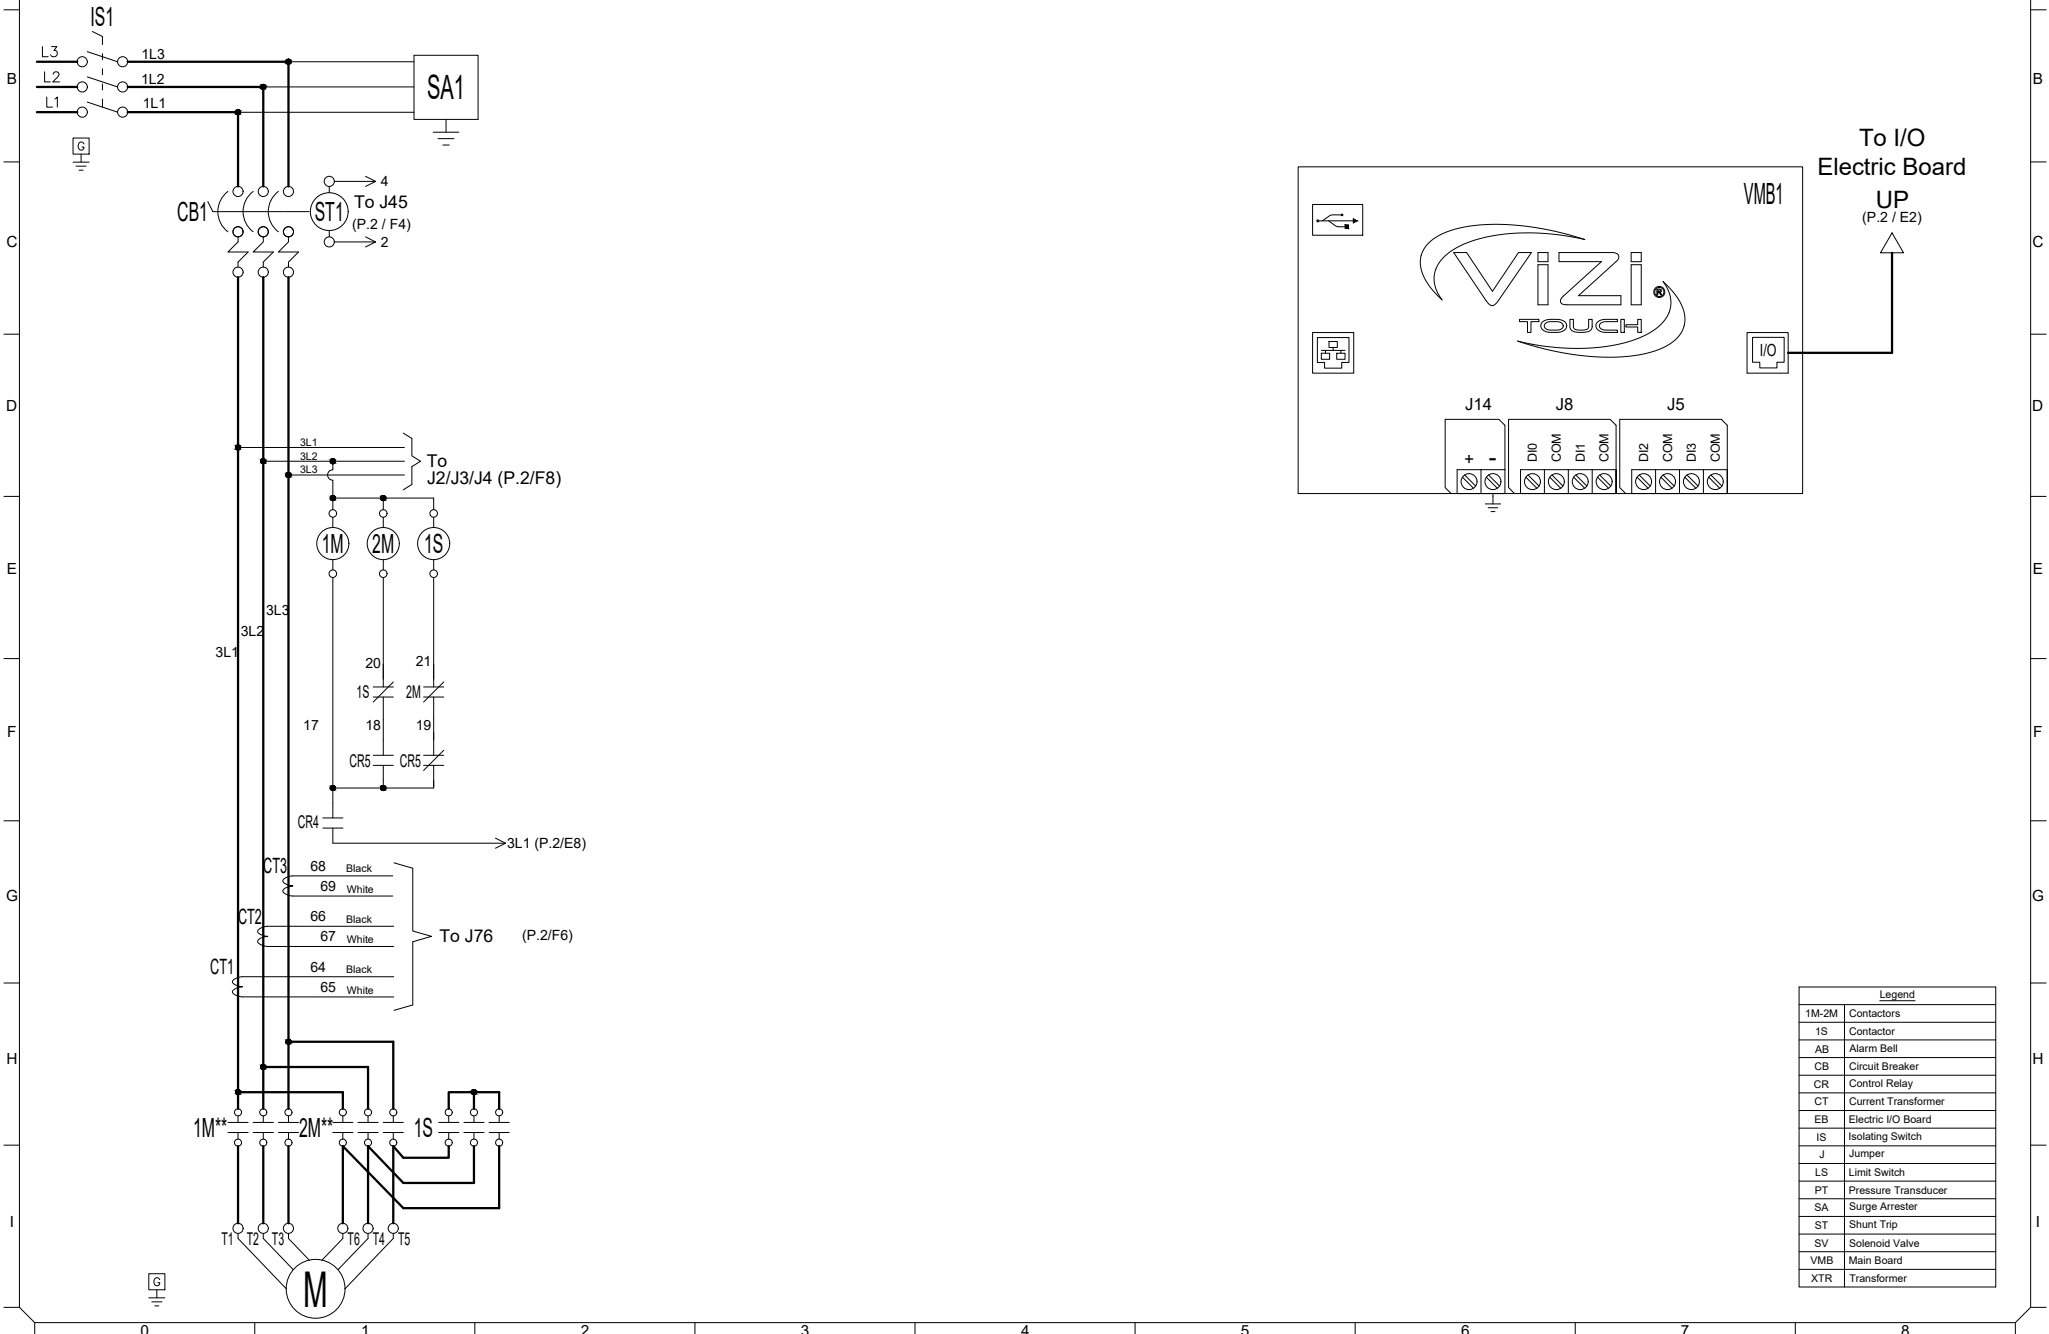 IS1
L3 1L3
L2 1L2
L1 1L1
SA1
G
B
B
CB1
ST1
4
To J45
(P.2 / F4)
2
To I/O
Electric Board
UP
(P.2 / E2)
VMB1
ViZi®
TOUCH
I/O
C
C
D
D
J14 J8 J5
+ - DI0 COM DI1 COM DI2 COM DI3 COM
3L1
3L2
3L3
To
J2/J3/J4 (P.2/F8)
1M 2M 1S
E
E
3L3
3L2
3L1
20 21
1S 2M
17 18 19
CR5 CR5
F
F
CR4
3L1 (P.2/E8)
CT3 68 Black
69 White
G
G
CT2 66 Black
67 White
To J76 (P.2/F6)
CT1 64 Black
65 White
H
H
1M** 2M** 1S
I
I
T1 T2 T3 T6 T4 T5
M
G
Legend
1M-2M Contactors
1S Contactor
AB Alarm Bell
CB Circuit Breaker
CR Control Relay
CT Current Transformer
EB Electric I/O Board
IS Isolating Switch
J Jumper
LS Limit Switch
PT Pressure Transducer
SA Surge Arrester
ST Shunt Trip
SV Solenoid Valve
VMB Main Board
XTR Transformer
0 1 2 3 4 5 6 7 8